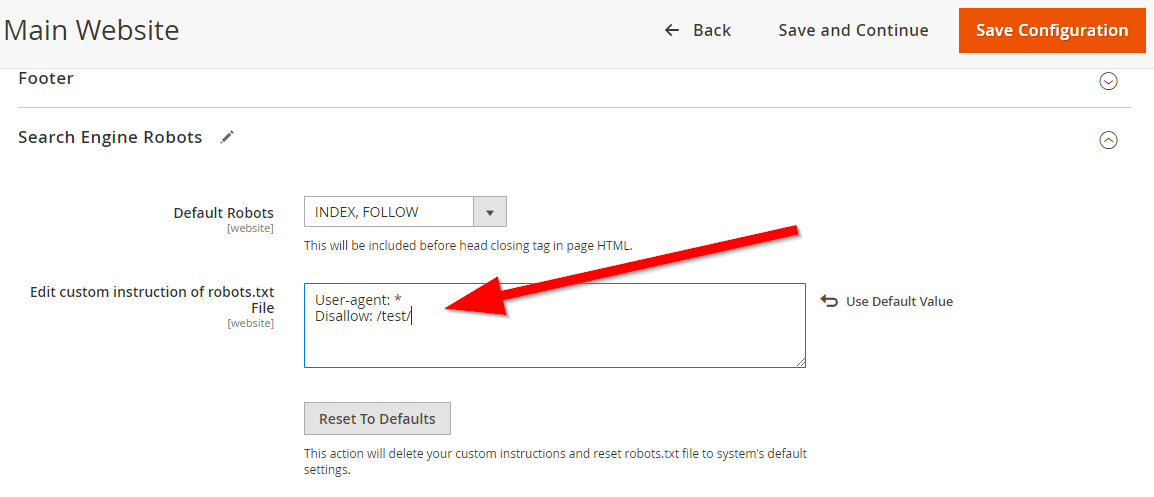 Main Website
Back
Save and Continue
Save Configuration
Footer
Search Engine Robots
Default Robots
[website]
INDEX, FOLLOW
This will be included before head closing tag in page HTML.
Edit custom instruction of robots.txt
File
[website]
User-agent: *
Disallow: /test/
Use Default Value
Reset To Defaults
This action will delete your custom instructions and reset robots.txt file to system's default
settings.